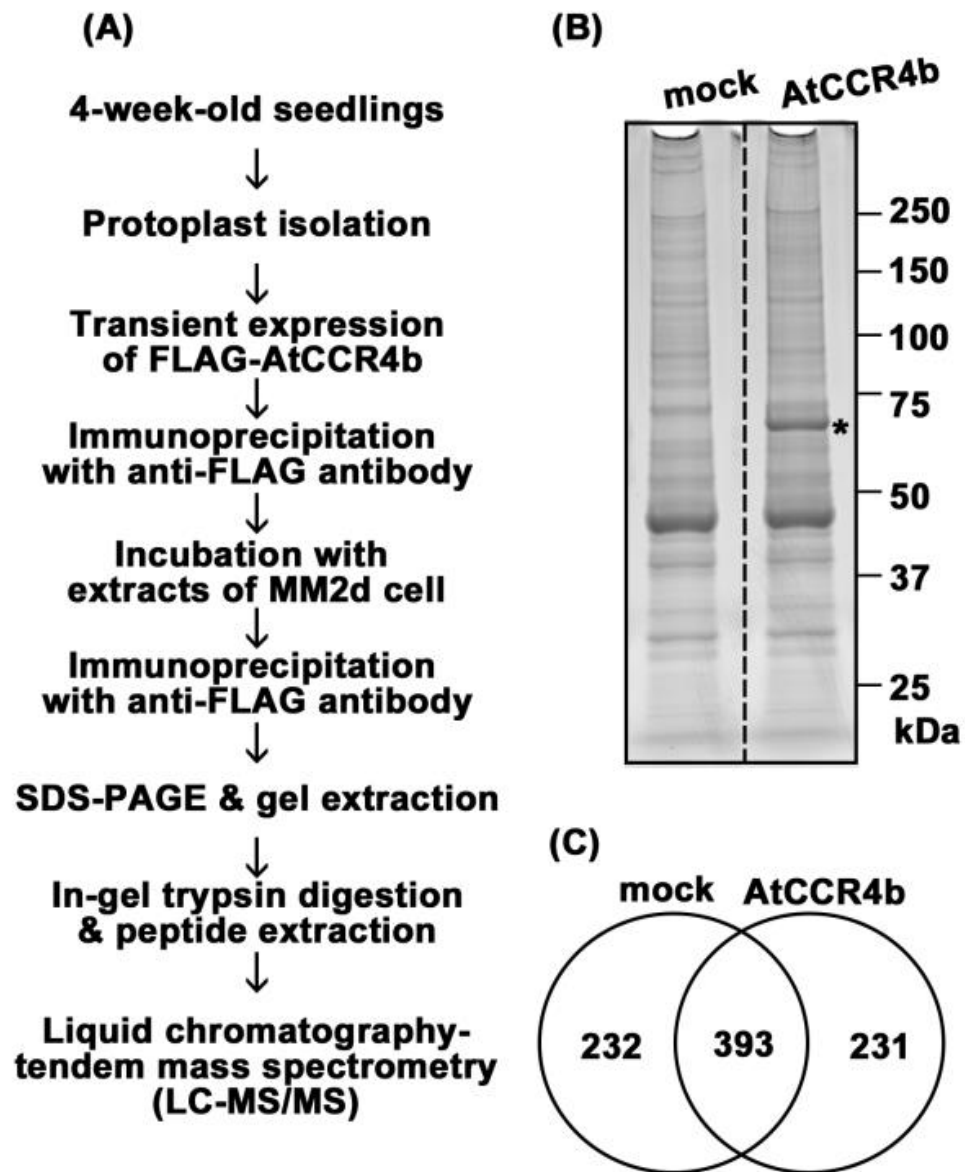 (A)
4-week-old seedlings
↓
Protoplast isolation
↓
Transient expression
of FLAG-AtCCR4b
↓
Immunoprecipitation
with anti-FLAG antibody
↓
Incubation with
extracts of MM2d cell
↓
Immunoprecipitation
with anti-FLAG antibody
↓
SDS-PAGE & gel extraction
↓
In-gel trypsin digestion
& peptide extraction
↓
Liquid chromatography-
tendem mass spectrometry
(LC-MS/MS)
(B)
mock AtCCR4b
250
150
100
75
*
50
37
25
kDa
(C)
mock AtCCR4b
232 393 231